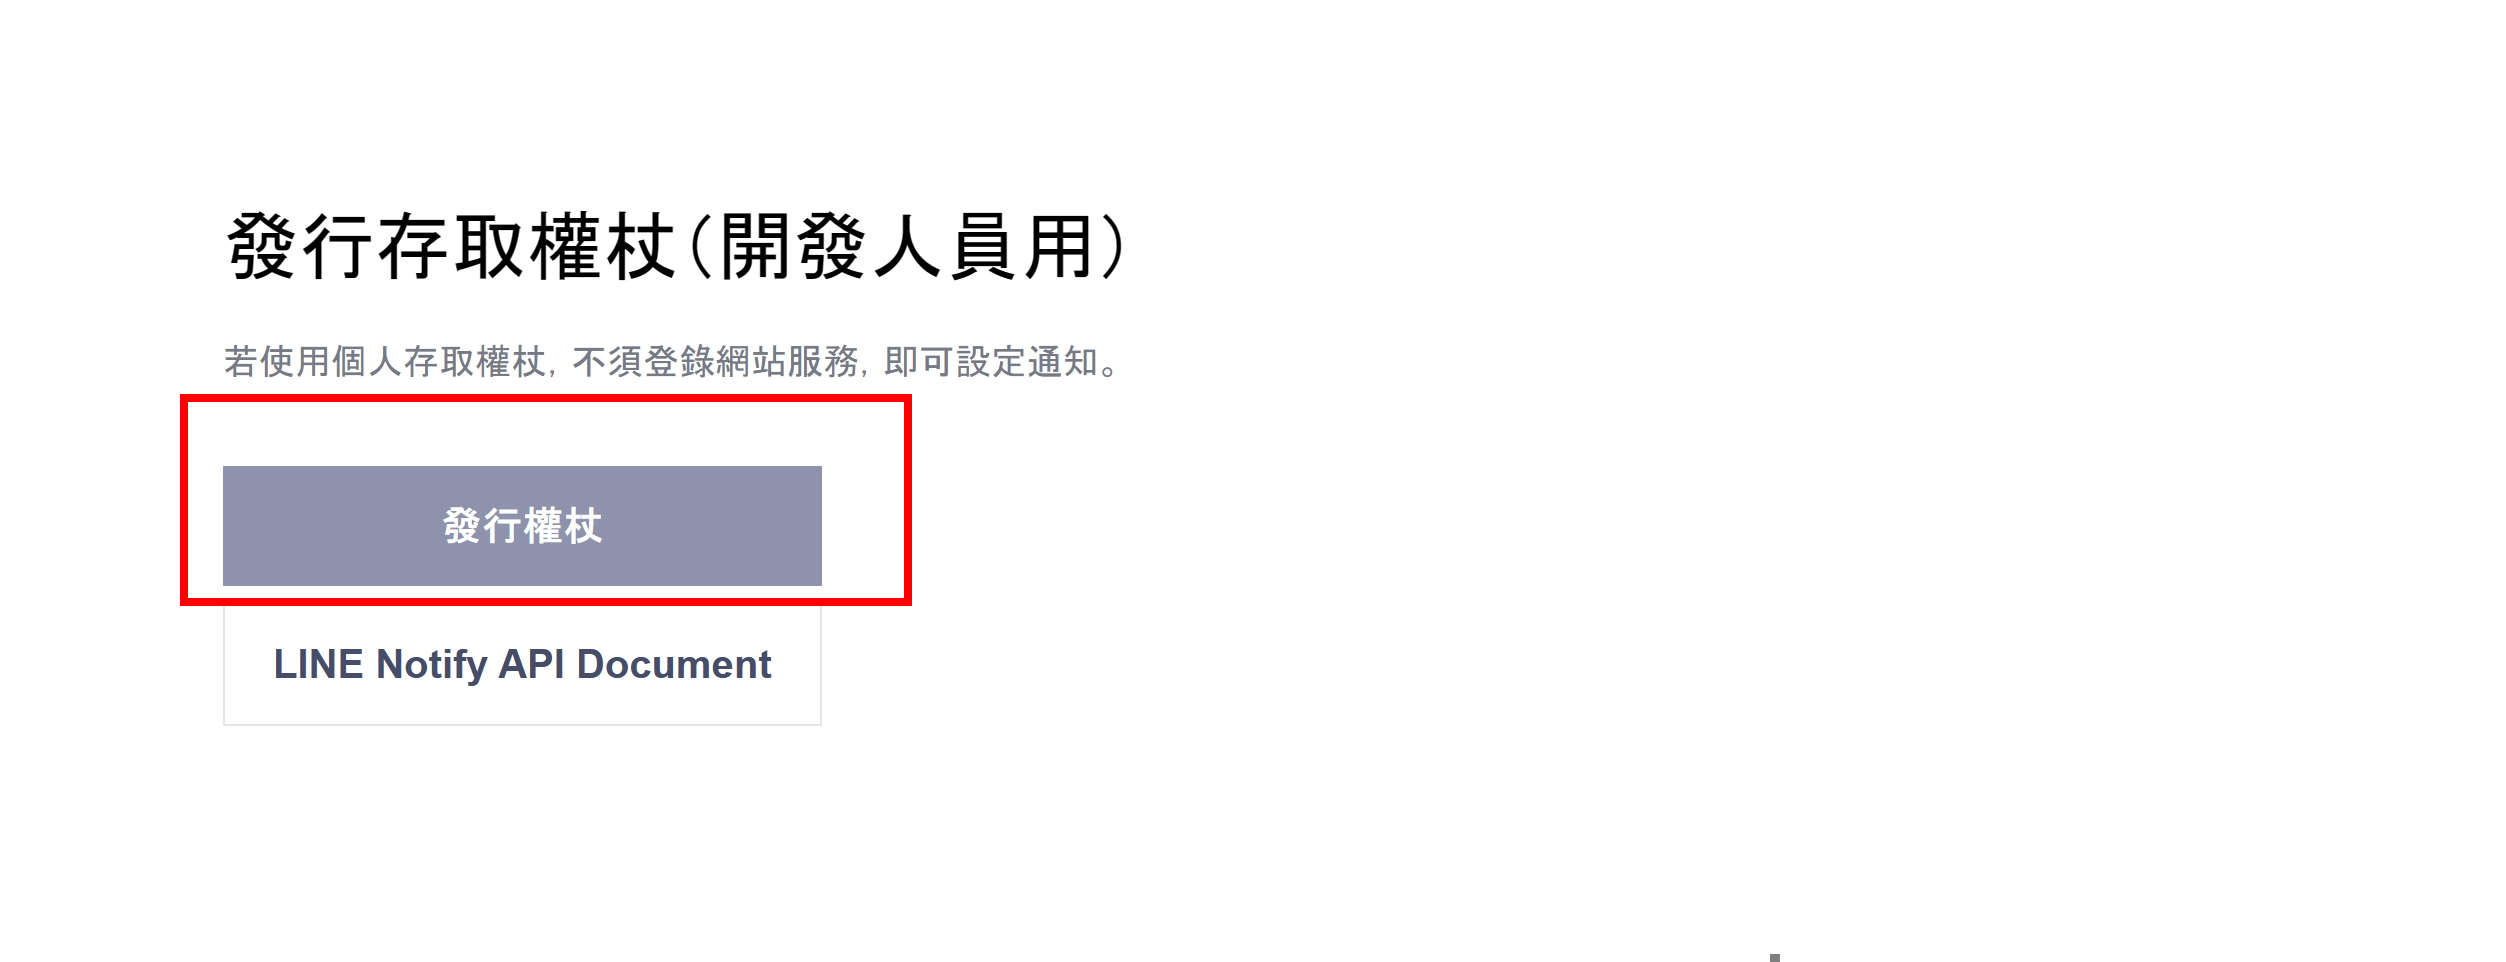 發行存取權杖(開發人員用)
若使用個人存取權杖, 不須登錄網站服務, 即可設定通知。
發行權杖
LINE Notify API Document